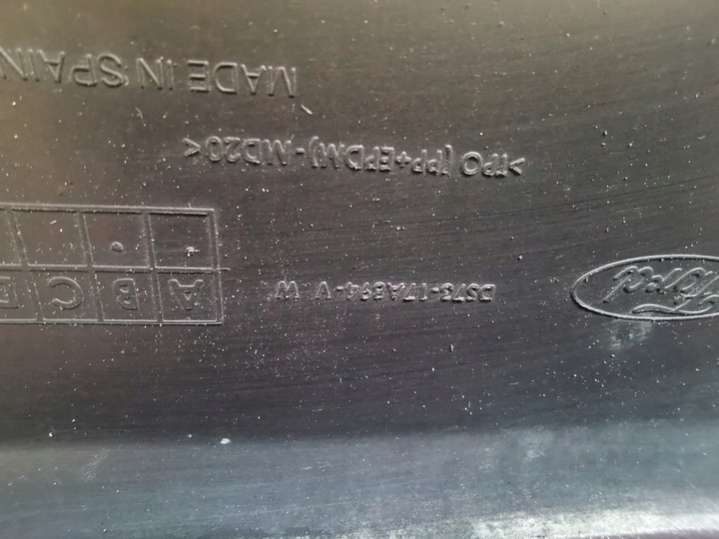 Ford
DS73-17A894-V W
A B C
>TPO (PP+EPDM)-MD20<
MADE IN SPAIN